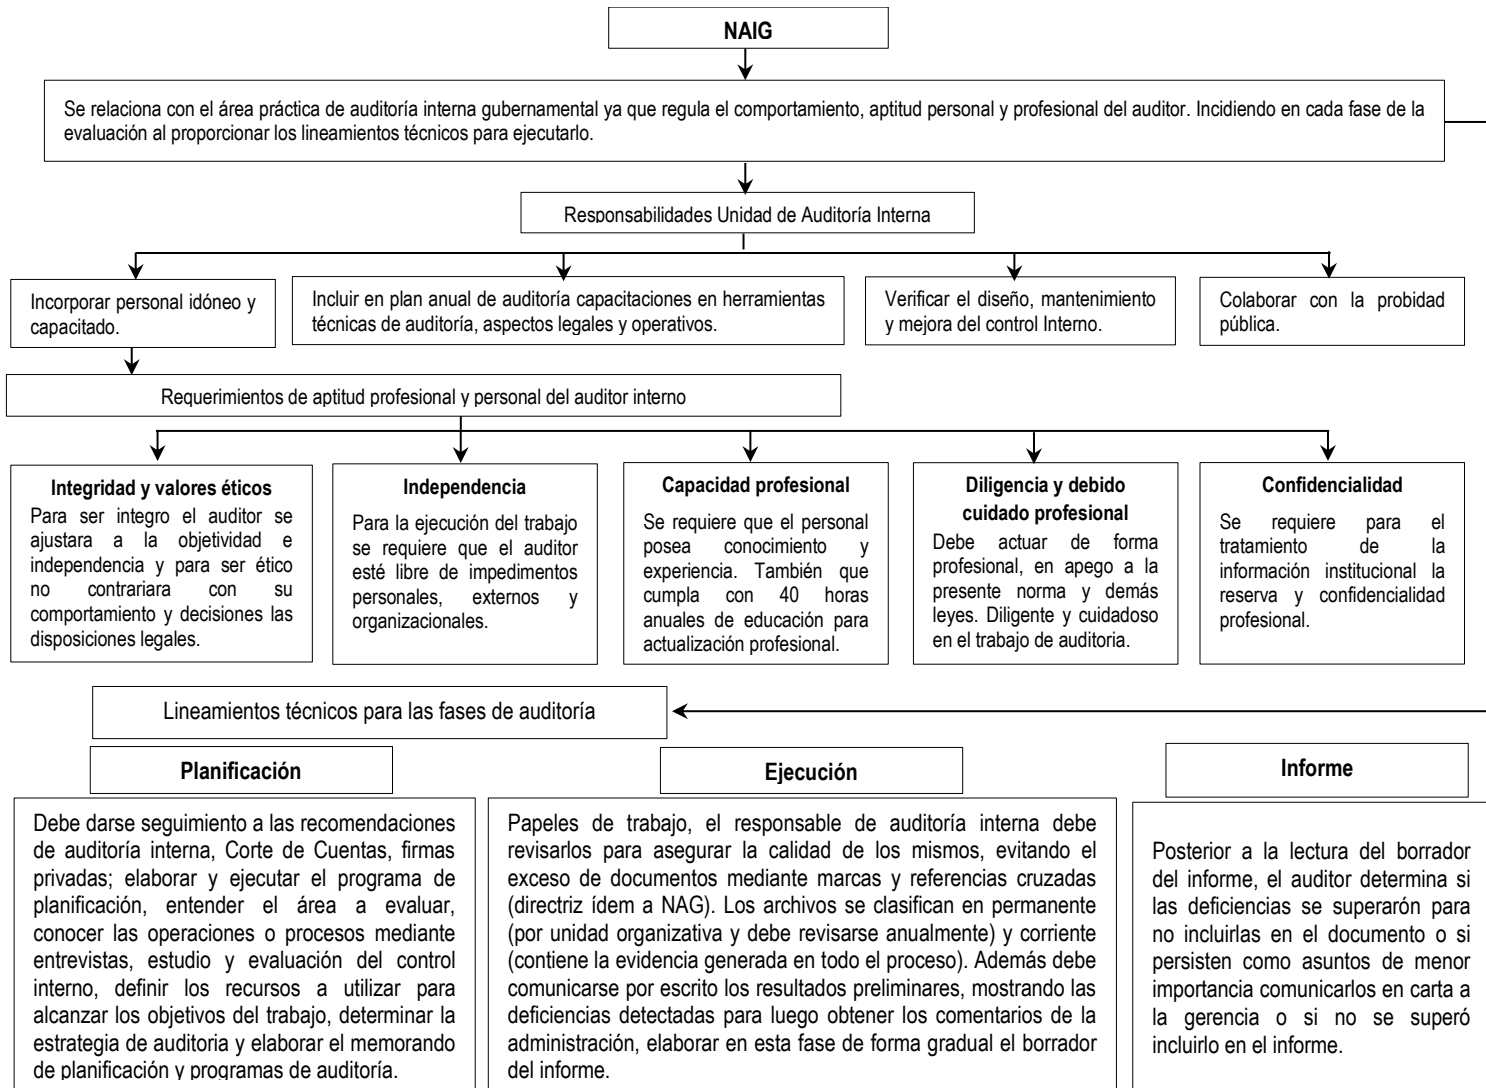 NAIG
Se relaciona con el área práctica de auditoría interna gubernamental ya que regula el comportamiento, aptitud personal y profesional del auditor. Incidiendo en cada fase de la
evaluación al proporcionar los lineamientos técnicos para ejecutarlo.
Responsabilidades Unidad de Auditoría Interna
Incorporar personal idóneo y
capacitado.
Incluir en plan anual de auditoría capacitaciones en herramientas
técnicas de auditoría, aspectos legales y operativos.
Verificar el diseño, mantenimiento
y mejora del control Interno.
Colaborar con la probidad
pública.
Requerimientos de aptitud profesional y personal del auditor interno
Integridad y valores éticos
Para ser integro el auditor se
ajustara a la objetividad e
independencia y para ser ético
no contrariara con su
comportamiento y decisiones las
disposiciones legales.
Independencia
Para la ejecución del trabajo
se requiere que el auditor
esté libre de impedimentos
personales, externos y
organizacionales.
Capacidad profesional
Se requiere que el personal
posea conocimiento y
experiencia. También que
cumpla con 40 horas
anuales de educación para
actualización profesional.
Diligencia y debido
cuidado profesional
Debe actuar de forma
profesional, en apego a la
presente norma y demás
leyes. Diligente y cuidadoso
en el trabajo de auditoria.
Confidencialidad
Se requiere para el
tratamiento de la
información institucional la
reserva y confidencialidad
profesional.
Lineamientos técnicos para las fases de auditoría
Planificación
Debe darse seguimiento a las recomendaciones
de auditoría interna, Corte de Cuentas, firmas
privadas; elaborar y ejecutar el programa de
planificación, entender el área a evaluar,
conocer las operaciones o procesos mediante
entrevistas, estudio y evaluación del control
interno, definir los recursos a utilizar para
alcanzar los objetivos del trabajo, determinar la
estrategia de auditoria y elaborar el memorando
de planificación y programas de auditoría.
Ejecución
Papeles de trabajo, el responsable de auditoría interna debe
revisarlos para asegurar la calidad de los mismos, evitando el
exceso de documentos mediante marcas y referencias cruzadas
(directriz ídem a NAG). Los archivos se clasifican en permanente
(por unidad organizativa y debe revisarse anualmente) y corriente
(contiene la evidencia generada en todo el proceso). Además debe
comunicarse por escrito los resultados preliminares, mostrando las
deficiencias detectadas para luego obtener los comentarios de la
administración, elaborar en esta fase de forma gradual el borrador
del informe.
Informe
Posterior a la lectura del borrador
del informe, el auditor determina si
las deficiencias se superarón para
no incluirlas en el documento o si
persisten como asuntos de menor
importancia comunicarlos en carta a
la gerencia o si no se superó
incluirlo en el informe.